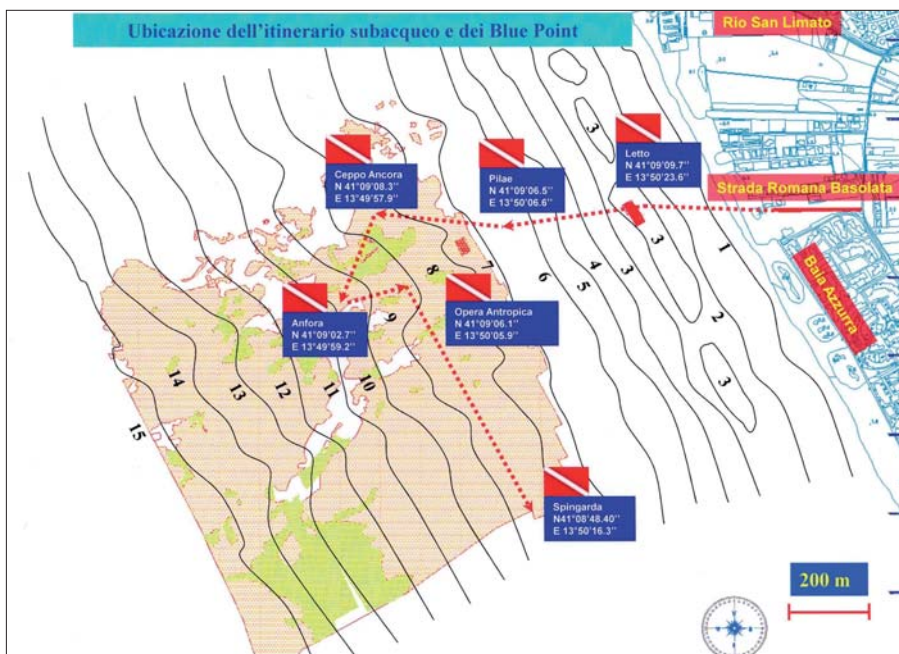 Ubicazione dell'itinerario subacqueo e dei Blue Point
Rio San Limato
Ceppo Ancora
N 41°09'08.3''
E 13°49'57.9''
Pilae
N 41°09'06.5''
E 13°50'06.6''
Letto
N 41°09'09.7''
E 13°50'23.6''
Strada Romana Basolata
Baia Azzurra
Anfora
N 41°09'02.7''
E 13°49'59.2''
Opera Antropica
N 41°09'06.1''
E 13°50'05.9''
Spingarda
N41°08'48.40''
E 13°50'16.3''
3
3
3
3
1
2
4
5
6
7
8
9
10
11
12
13
14
15
200 m